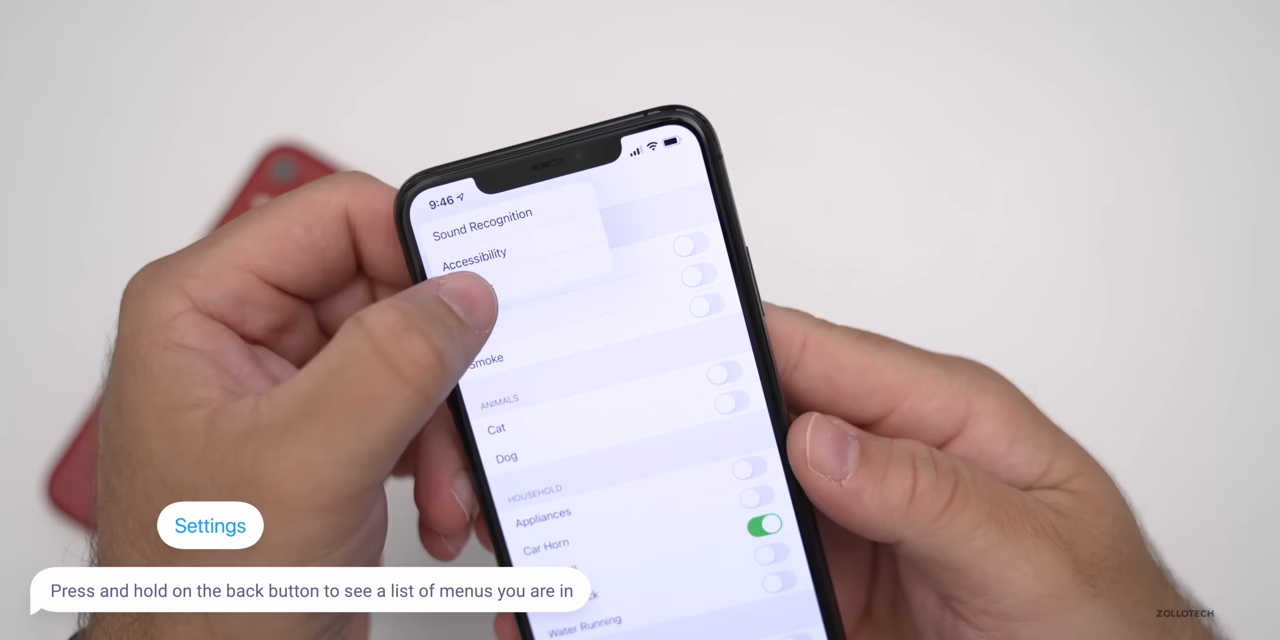 9:46
Sound Recognition
Accessibility
Smoke
ANIMALS
Cat
Dog
HOUSEHOLD
Appliances
Car Horn
Water Running
Settings
Press and hold on the back button to see a list of menus you are in
ZOLLOTECH